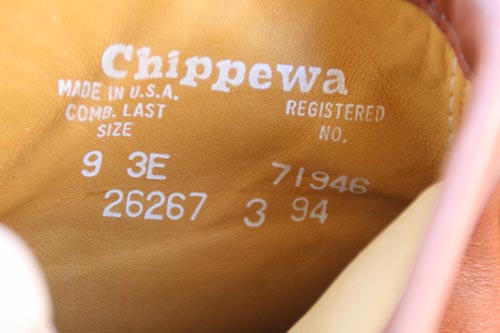 Chippewa
MADE IN U.S.A.
COMB. LAST REGISTERED
SIZE NO.
9 3E 71946
26267 3 94